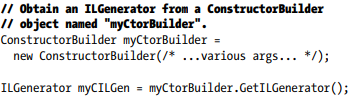 // Obtain an ILGenerator from a ConstructorBuilder
// object named "myCtorBuilder".
ConstructorBuilder myCtorBuilder =
new ConstructorBuilder(/* ...various args... */);
ILGenerator myCILGen = myCtorBuilder.GetILGenerator();